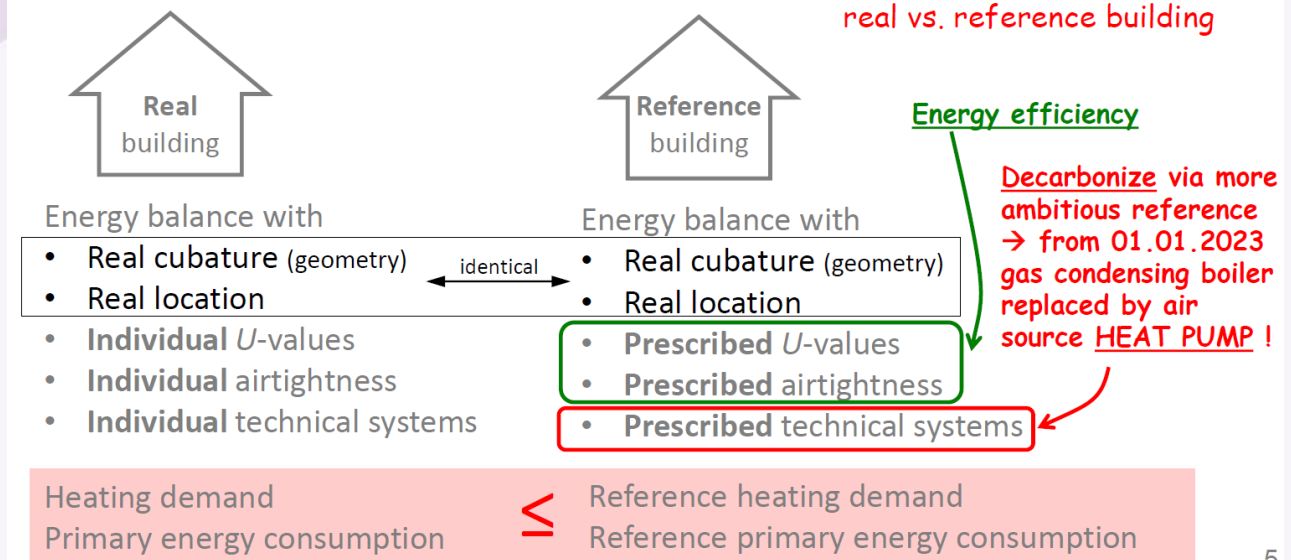 real vs. reference building
Real
building
Reference
building
Energy efficiency
Decarbonize via more
ambitious reference
→ from 01.01.2023
gas condensing boiler
replaced by air
source HEAT PUMP !
Energy balance with
• Real cubature (geometry)
• Real location
• Individual U-values
• Individual airtightness
• Individual technical systems
identical
Energy balance with
• Real cubature (geometry)
• Real location
• Prescribed U-values
• Prescribed airtightness
• Prescribed technical systems
Heating demand
Primary energy consumption
≤
Reference heating demand
Reference primary energy consumption
5